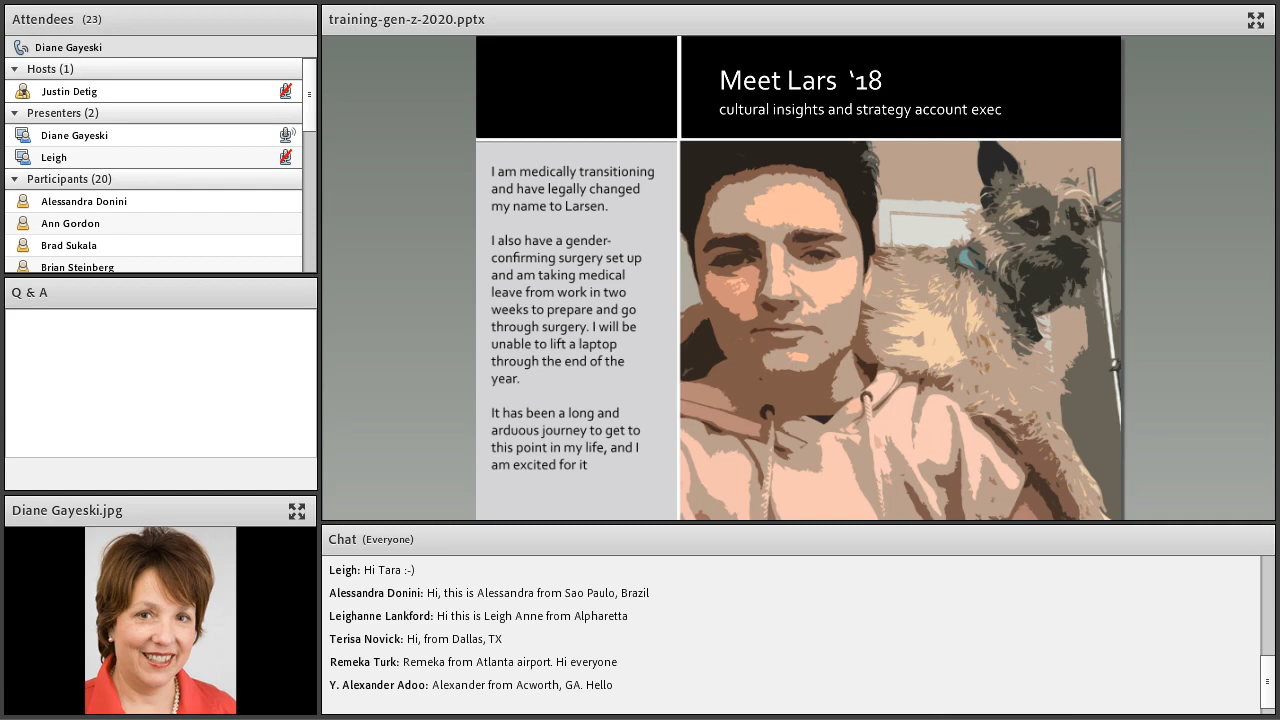 Attendees (23)
Diane Gayeski
Hosts (1)
Justin Detig
Presenters (2)
Diane Gayeski
Leigh
Participants (20)
Alessandra Donini
Ann Gordon
Brad Sukala
Brian Steinberg
Q & A
Diane Gayeski.jpg
training-gen-z-2020.pptx
Meet Lars ‘18
cultural insights and strategy account exec
I am medically transitioning
and have legally changed
my name to Larsen.
I also have a gender-
confirming surgery set up
and am taking medical
leave from work in two
weeks to prepare and go
through surgery. I will be
unable to lift a laptop
through the end of the
year.
It has been a long and
arduous journey to get to
this point in my life, and I
am excited for it
Chat (Everyone)
Leigh: Hi Tara :-)
Alessandra Donini: Hi, this is Alessandra from Sao Paulo, Brazil
Leighanne Lankford: Hi this is Leigh Anne from Alpharetta
Terisa Novick: Hi, from Dallas, TX
Remeka Turk: Remeka from Atlanta airport. Hi everyone
Y. Alexander Adoo: Alexander from Acworth, GA. Hello